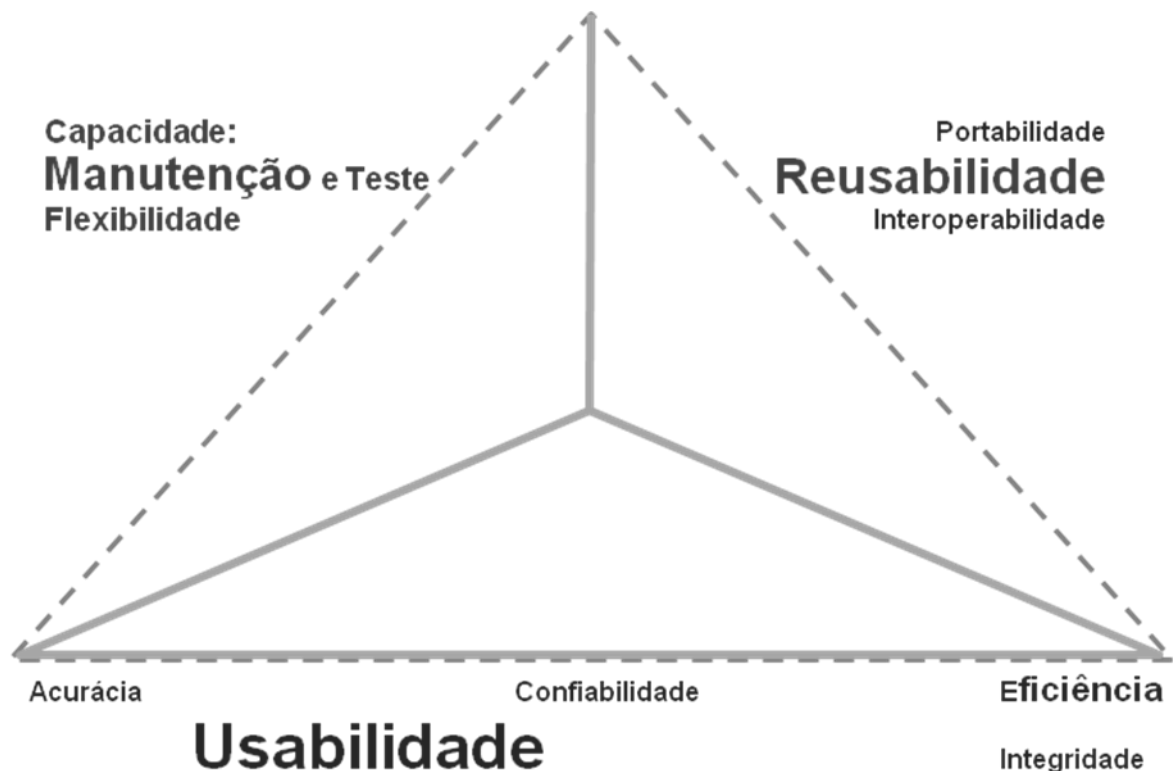 Capacidade:
Manutenção e Teste
Flexibilidade
Portabilidade
Reusabilidade
Interoperabilidade
Acurácia Confiabilidade Eficiência
Usabilidade Integridade